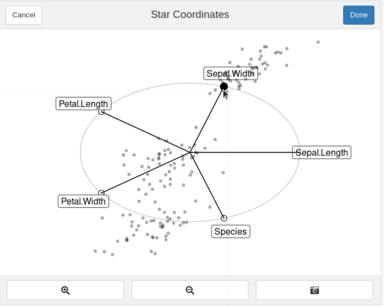 Cancel
Star Coordinates
Done
Sepal.Width
Petal.Length
Sepal.Length
Petal.Width
Species